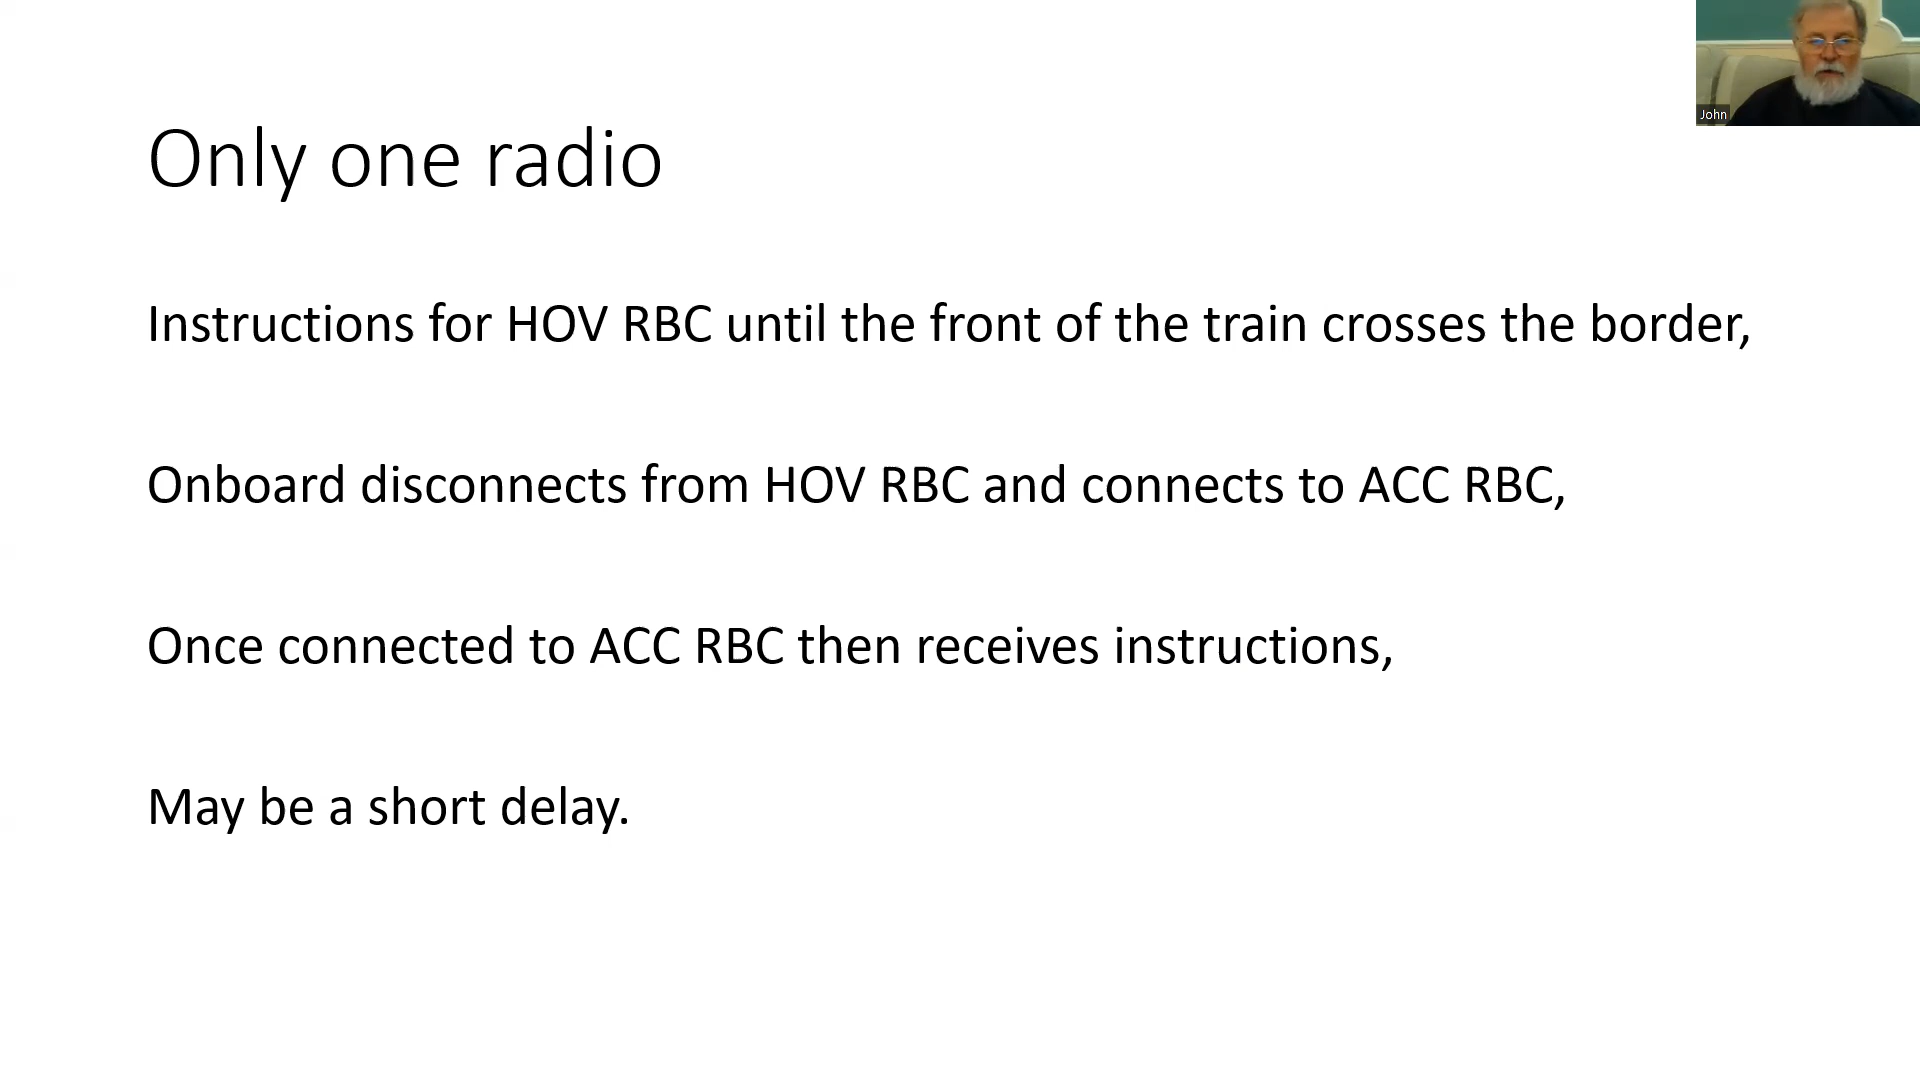 Only one radio
Instructions for HOV RBC until the front of the train crosses the border,
Onboard disconnects from HOV RBC and connects to ACC RBC,
Once connected to ACC RBC then receives instructions,
May be a short delay.
John